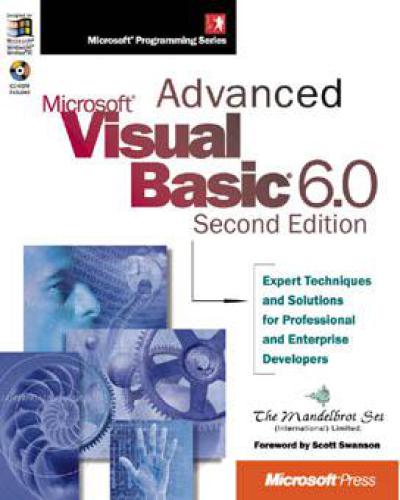 Microsoft® Programming Series
Advanced
Microsoft®
Visual
Basic® 6.0
Second Edition
Expert Techniques
and Solutions
for Professional
and Enterprise
Developers
The Mandelbrot Set
(International) Limited.
Foreword by Scott Swanson
Microsoft Press